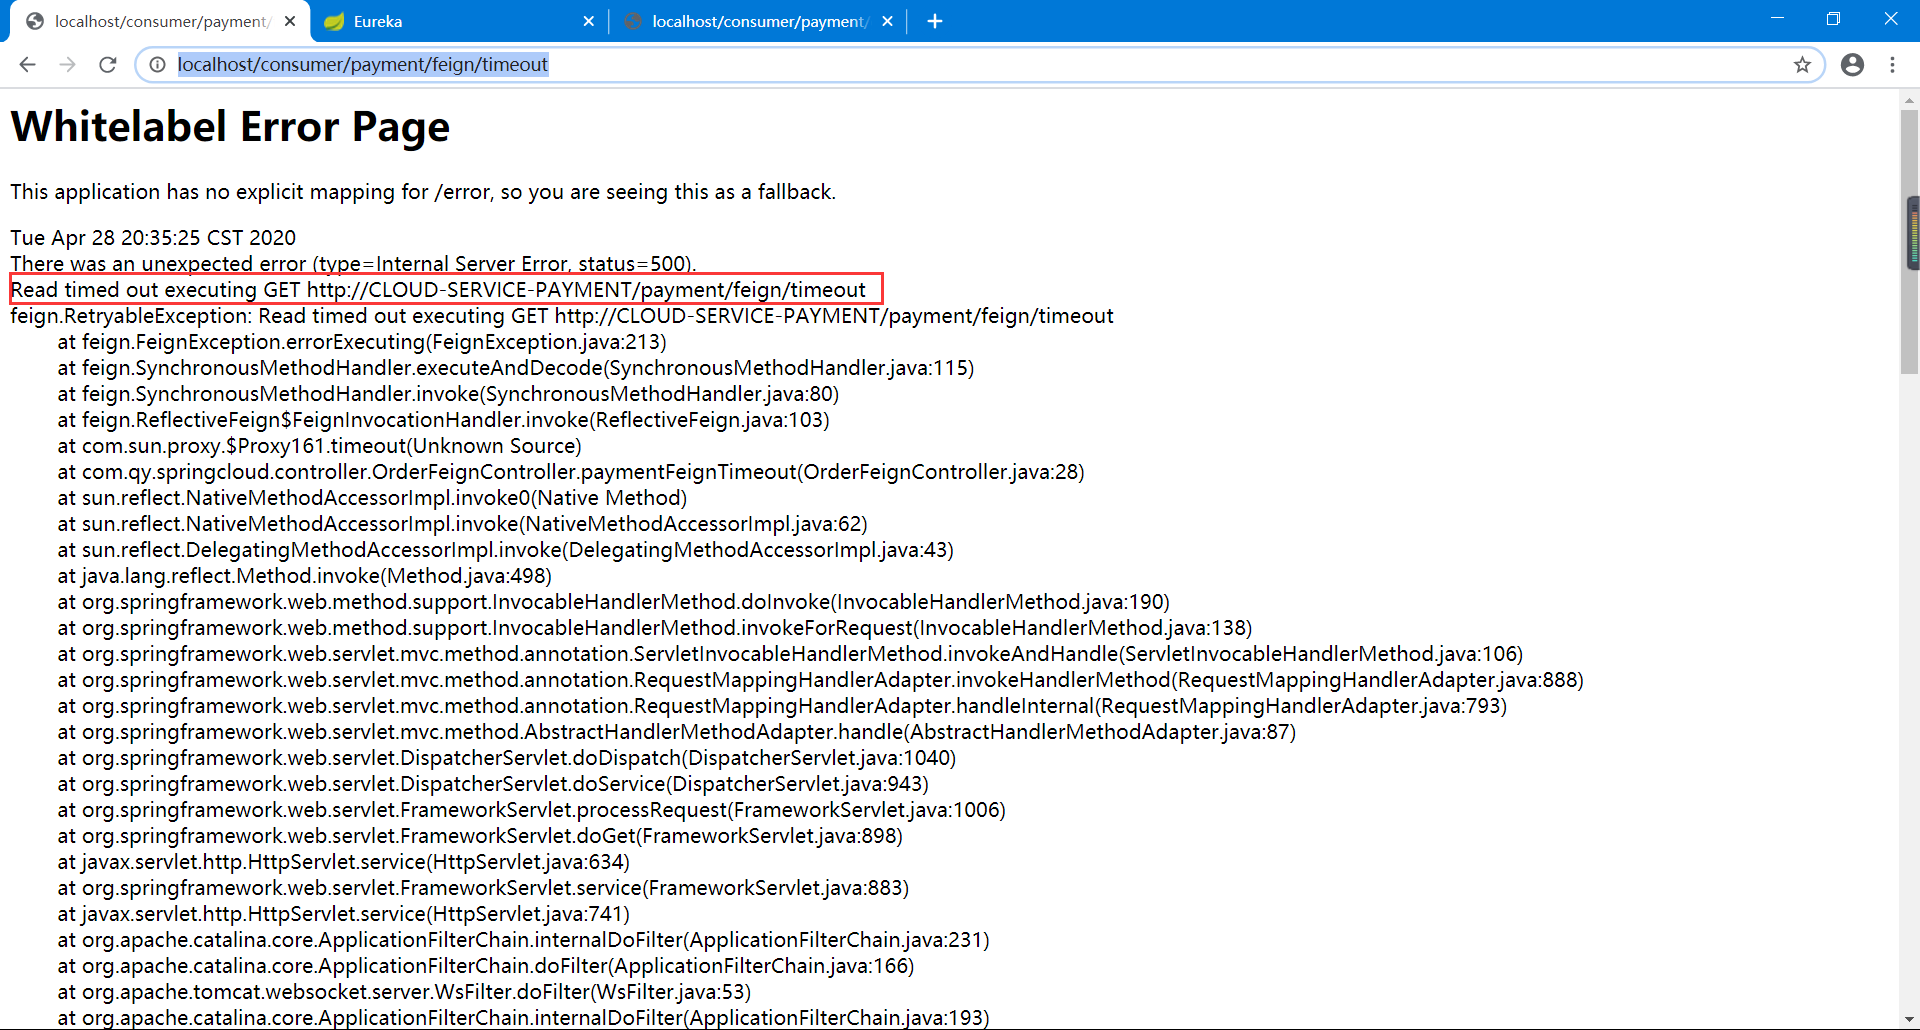 localhost/consumer/payment/
Eureka
localhost/consumer/payment/
localhost/consumer/payment/feign/timeout
Whitelabel Error Page
This application has no explicit mapping for /error, so you are seeing this as a fallback.
Tue Apr 28 20:35:25 CST 2020
There was an unexpected error (type=Internal Server Error, status=500).
Read timed out executing GET http://CLOUD-SERVICE-PAYMENT/payment/feign/timeout
feign.RetryableException: Read timed out executing GET http://CLOUD-SERVICE-PAYMENT/payment/feign/timeout
at feign.FeignException.errorExecuting(FeignException.java:213)
at feign.SynchronousMethodHandler.executeAndDecode(SynchronousMethodHandler.java:115)
at feign.SynchronousMethodHandler.invoke(SynchronousMethodHandler.java:80)
at feign.ReflectiveFeign$FeignInvocationHandler.invoke(ReflectiveFeign.java:103)
at com.sun.proxy.$Proxy161.timeout(Unknown Source)
at com.qy.springcloud.controller.OrderFeignController.paymentFeignTimeout(OrderFeignController.java:28)
at sun.reflect.NativeMethodAccessorImpl.invoke0(Native Method)
at sun.reflect.NativeMethodAccessorImpl.invoke(NativeMethodAccessorImpl.java:62)
at sun.reflect.DelegatingMethodAccessorImpl.invoke(DelegatingMethodAccessorImpl.java:43)
at java.lang.reflect.Method.invoke(Method.java:498)
at org.springframework.web.method.support.InvocableHandlerMethod.doInvoke(InvocableHandlerMethod.java:190)
at org.springframework.web.method.support.InvocableHandlerMethod.invokeForRequest(InvocableHandlerMethod.java:138)
at org.springframework.web.servlet.mvc.method.annotation.ServletInvocableHandlerMethod.invokeAndHandle(ServletInvocableHandlerMethod.java:106)
at org.springframework.web.servlet.mvc.method.annotation.RequestMappingHandlerAdapter.invokeHandlerMethod(RequestMappingHandlerAdapter.java:888)
at org.springframework.web.servlet.mvc.method.annotation.RequestMappingHandlerAdapter.handleInternal(RequestMappingHandlerAdapter.java:793)
at org.springframework.web.servlet.mvc.method.AbstractHandlerMethodAdapter.handle(AbstractHandlerMethodAdapter.java:87)
at org.springframework.web.servlet.DispatcherServlet.doDispatch(DispatcherServlet.java:1040)
at org.springframework.web.servlet.DispatcherServlet.doService(DispatcherServlet.java:943)
at org.springframework.web.servlet.FrameworkServlet.processRequest(FrameworkServlet.java:1006)
at org.springframework.web.servlet.FrameworkServlet.doGet(FrameworkServlet.java:898)
at javax.servlet.http.HttpServlet.service(HttpServlet.java:634)
at org.springframework.web.servlet.FrameworkServlet.service(FrameworkServlet.java:883)
at javax.servlet.http.HttpServlet.service(HttpServlet.java:741)
at org.apache.catalina.core.ApplicationFilterChain.internalDoFilter(ApplicationFilterChain.java:231)
at org.apache.catalina.core.ApplicationFilterChain.doFilter(ApplicationFilterChain.java:166)
at org.apache.tomcat.websocket.server.WsFilter.doFilter(WsFilter.java:53)
at org.apache.catalina.core.ApplicationFilterChain.internalDoFilter(ApplicationFilterChain.java:193)